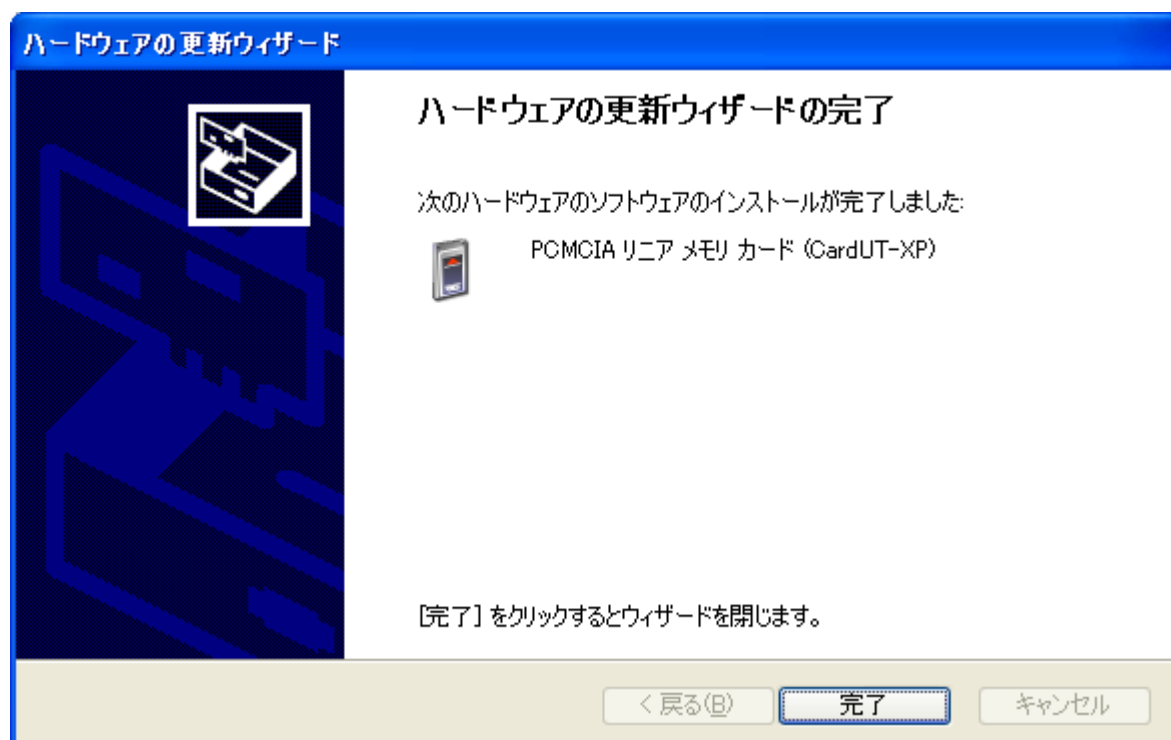 ハードウェアの更新ウィザード
ハードウェアの更新ウィザードの完了
次のハードウェアのソフトウェアのインストールが完了しました:
PCMCIA リニア メモリ カード (CardUT-XP)
[完了] をクリックするとウィザードを閉じます。
< 戻る(B) 完了 キャンセル